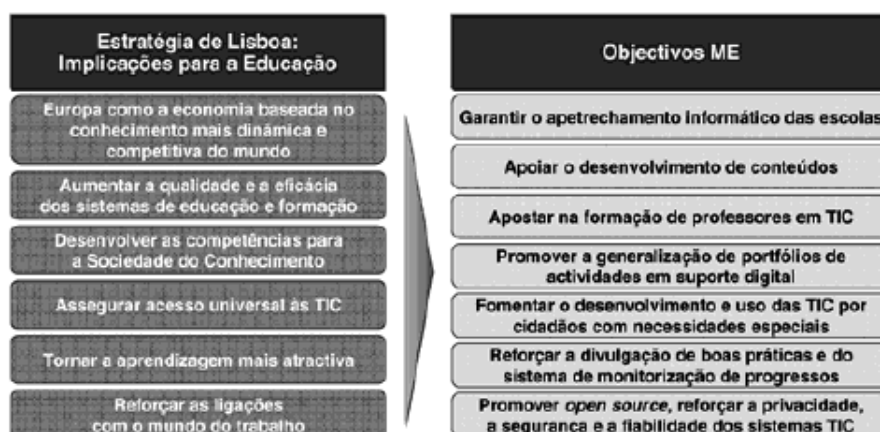 Estratégia de Lisboa:
Implicações para a Educação
Europa como a economia baseada no
conhecimento mais dinâmica e
competitiva do mundo
Aumentar a qualidade e a eficácia
dos sistemas de educação e formação
Desenvolver as competências para
a Sociedade do Conhecimento
Assegurar acesso universal às TIC
Tornar a aprendizagem mais atractiva
Reforçar as ligações
com o mundo do trabalho
Objectivos ME
Garantir o apetrechamento informático das escolas
Apoiar o desenvolvimento de conteúdos
Apostar na formação de professores em TIC
Promover a generalização de portfólios de
actividades em suporte digital
Fomentar o desenvolvimento e uso das TIC por
cidadãos com necessidades especiais
Reforçar a divulgação de boas práticas e do
sistema de monitorização de progressos
Promover open source, reforçar a privacidade,
a segurança e a fiabilidade dos sistemas TIC